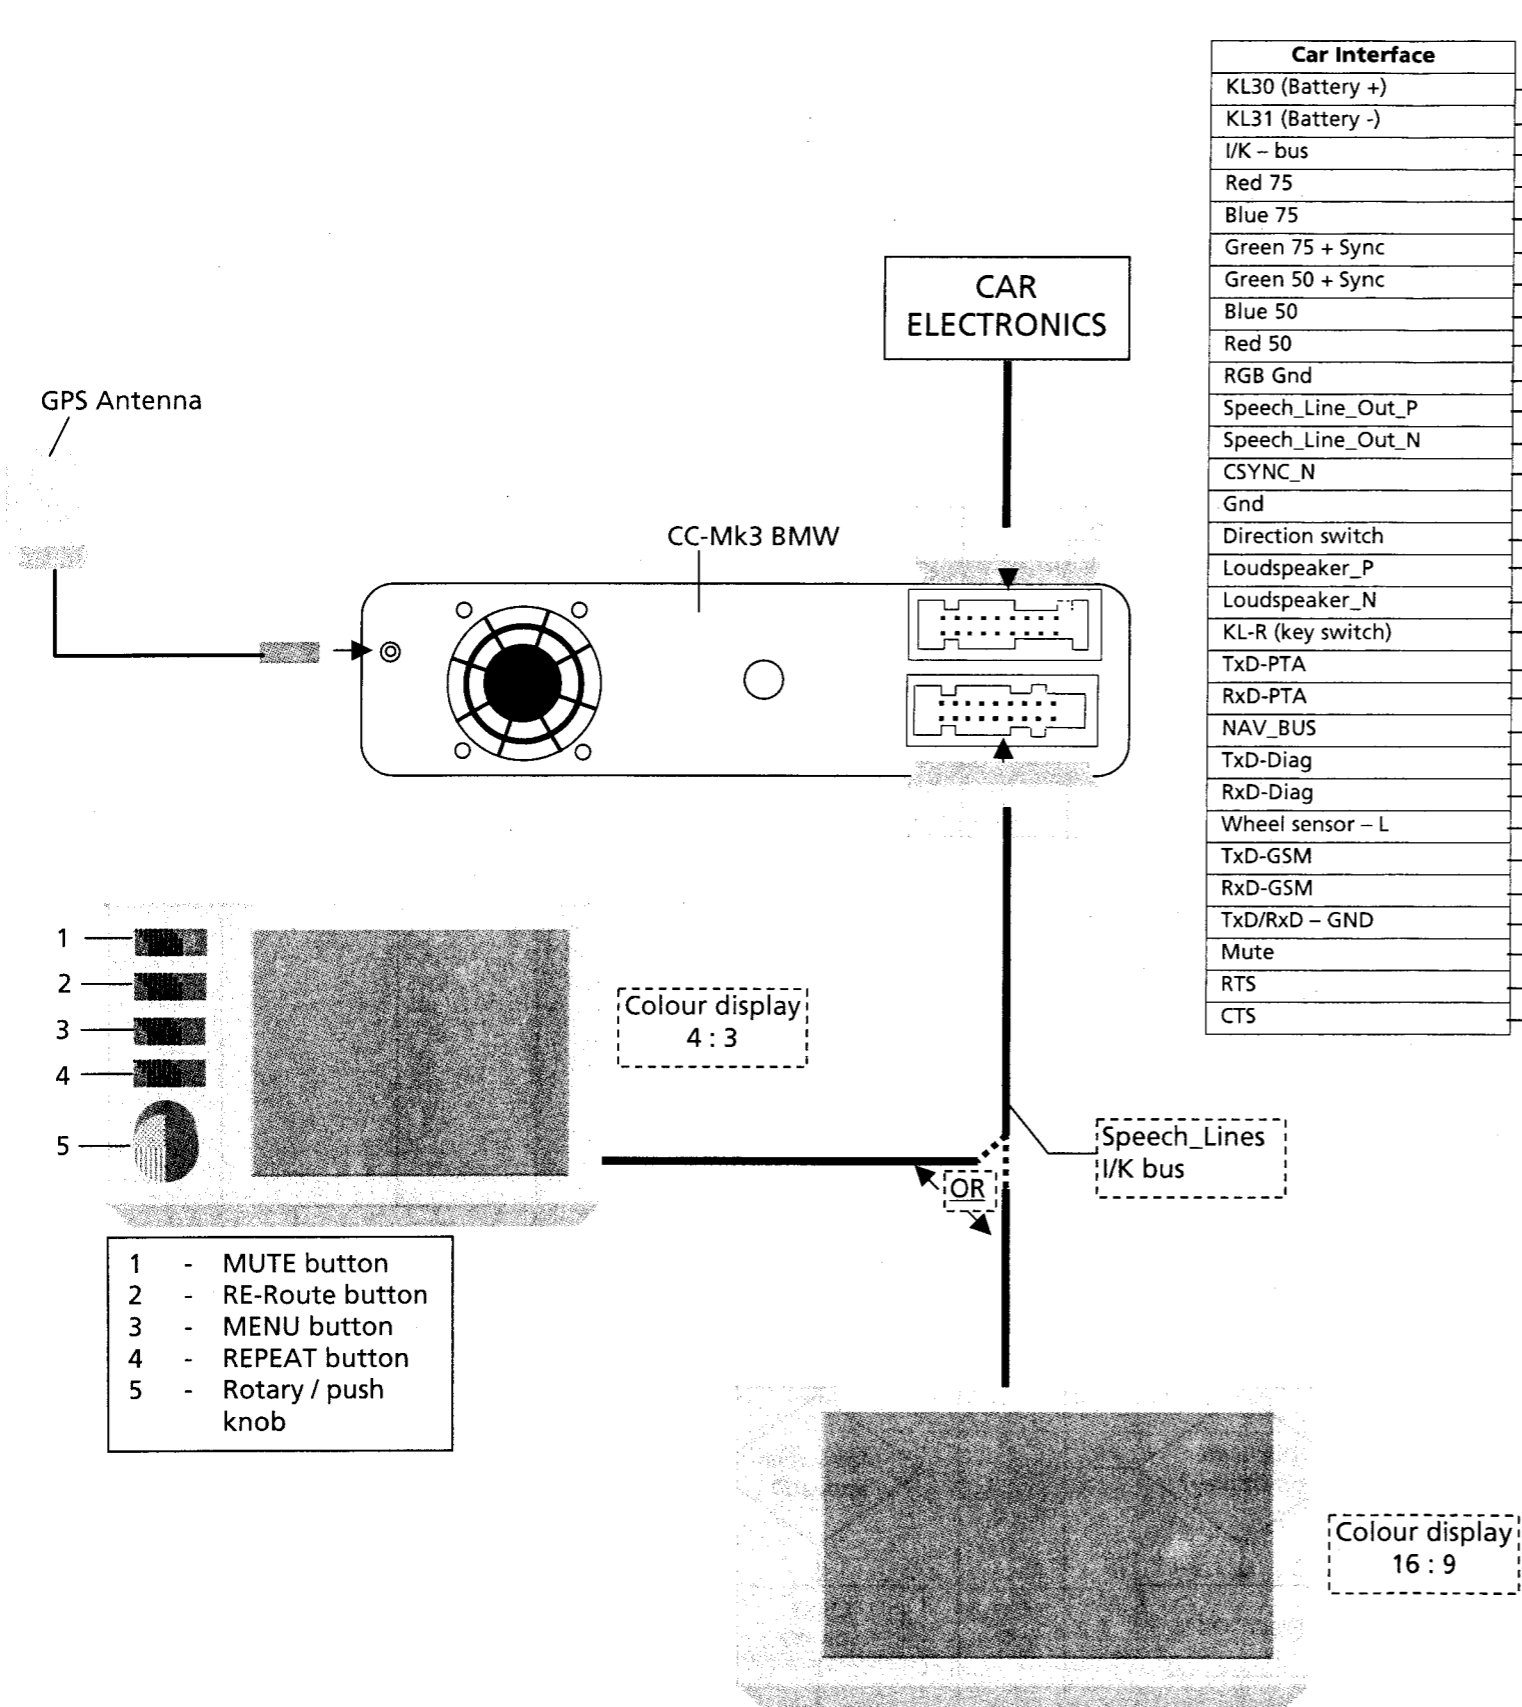 Car Interface
KL30 (Battery +)
KL31 (Battery -)
I/K – bus
Red 75
Blue 75
Green 75 + Sync
Green 50 + Sync
Blue 50
Red 50
RGB Gnd
Speech_Line_Out_P
Speech_Line_Out_N
CSYNC_N
Gnd
Direction switch
Loudspeaker_P
Loudspeaker_N
KL-R (key switch)
TxD-PTA
RxD-PTA
NAV_BUS
TxD-Diag
RxD-Diag
Wheel sensor – L
TxD-GSM
RxD-GSM
TxD/RxD – GND
Mute
RTS
CTS
CAR
ELECTRONICS
GPS Antenna
CC-Mk3 BMW
1
2
3
4
5
Colour display
4 : 3
Speech_Lines
I/K bus
OR
1 - MUTE button
2 - RE-Route button
3 - MENU button
4 - REPEAT button
5 - Rotary / push
knob
Colour display
16 : 9